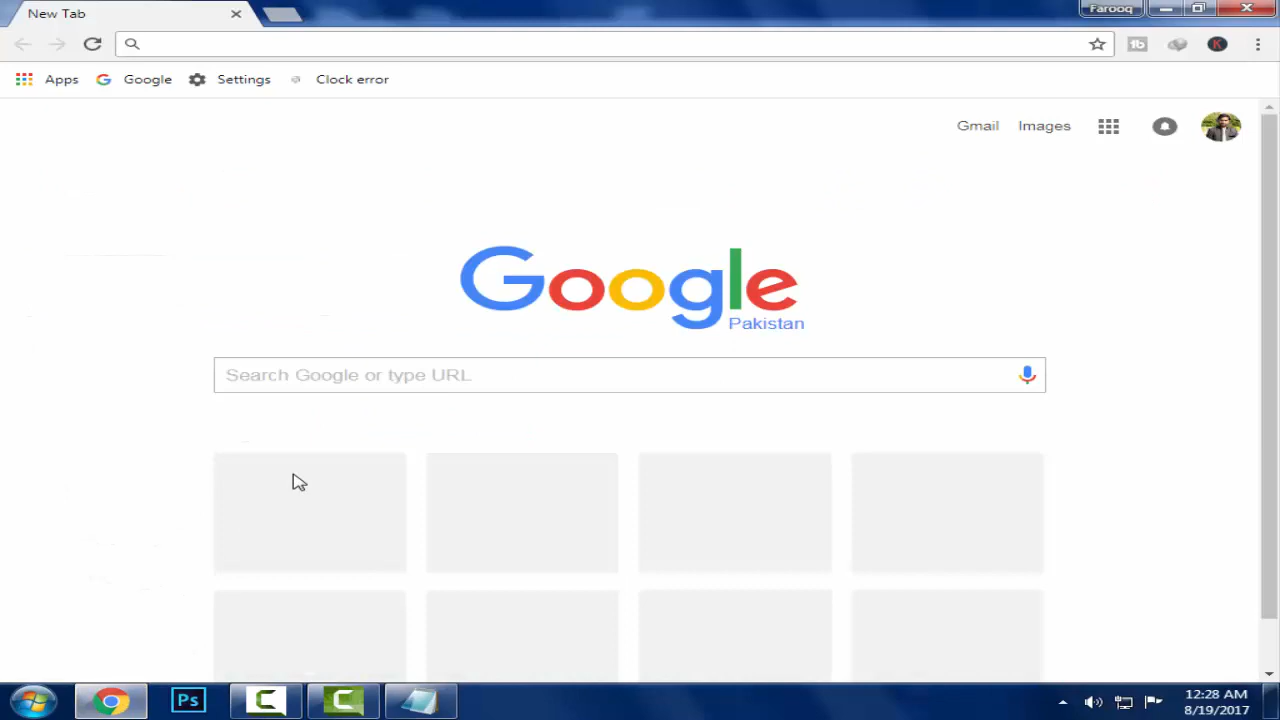 New Tab
Farooq
Apps Google Settings Clock error
Gmail Images
Google
Pakistan
Search Google or type URL
Ps
12:28 AM
8/19/2017